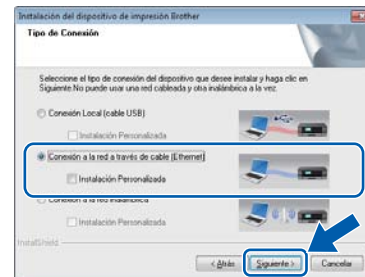 Instalación del dispositivo de impresión Brother
Tipo de Conexión
Seleccione el tipo de conexión del dispositivo que desee instalar y haga clic en
Siguiente.No puede usar una red cableada y otra inalámbrica a la vez.
Conexión Local (cable USB)
Instalación Personalizada
Conexión a la red a través de cable (Ethernet)
Instalación Personalizada
Conexión a la red inalámbrica
Instalación Personalizada
InstallShield
< Atrás Siguiente > Cancelar